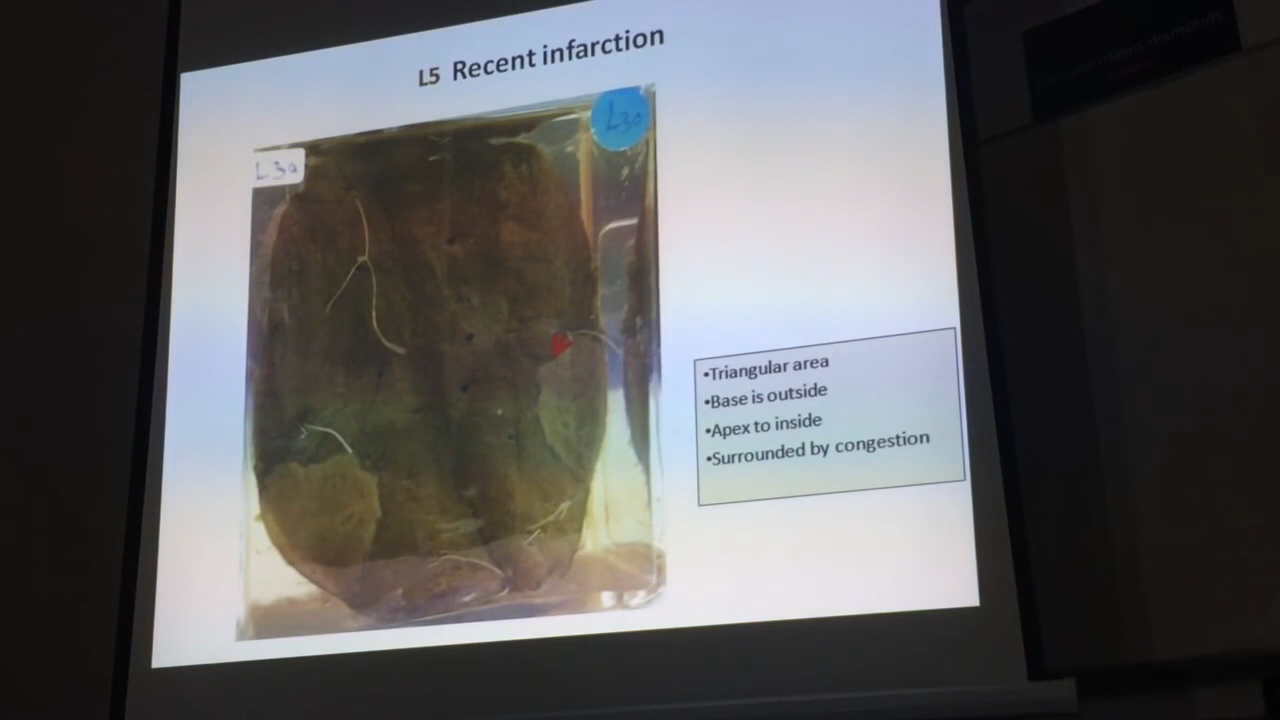 L5 Recent infarction
L30
L30
•Triangular area
•Base is outside
•Apex to inside
•Surrounded by congestion